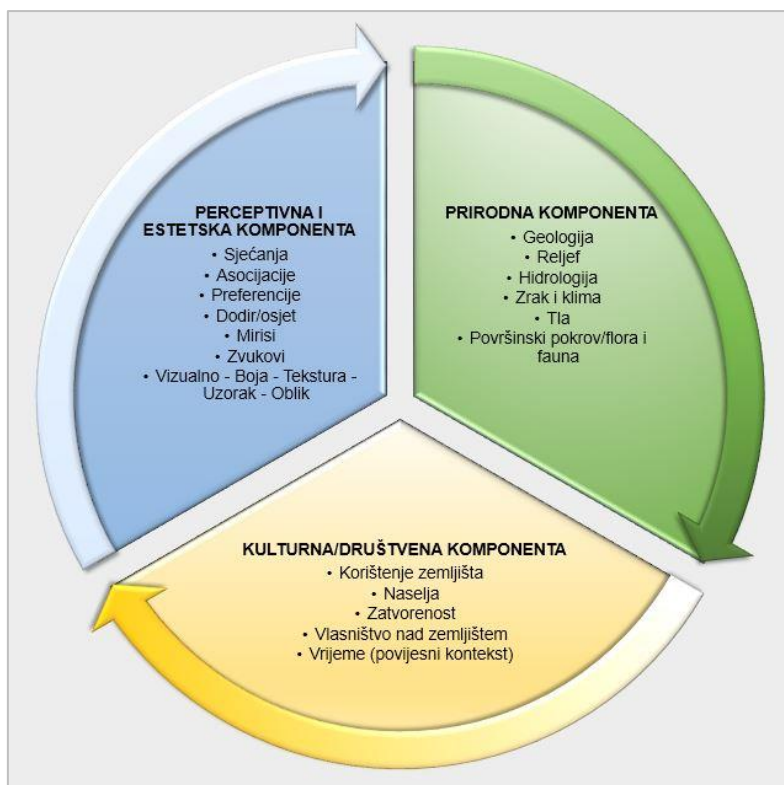 PERCEPTIVNA I
ESTETSKA KOMPONENTA
• Sjećanja
• Asocijacije
• Preferencije
• Dodir/osjet
• Mirisi
• Zvukovi
• Vizualno - Boja - Tekstura -
Uzorak - Oblik
PRIRODNA KOMPONENTA
• Geologija
• Reljef
• Hidrologija
• Zrak i klima
• Tla
• Površinski pokrov/flora i
fauna
KULTURNA/DRUŠTVENA KOMPONENTA
• Korištenje zemljišta
• Naselja
• Zatvorenost
• Vlasništvo nad zemljištem
• Vrijeme (povijesni kontekst)